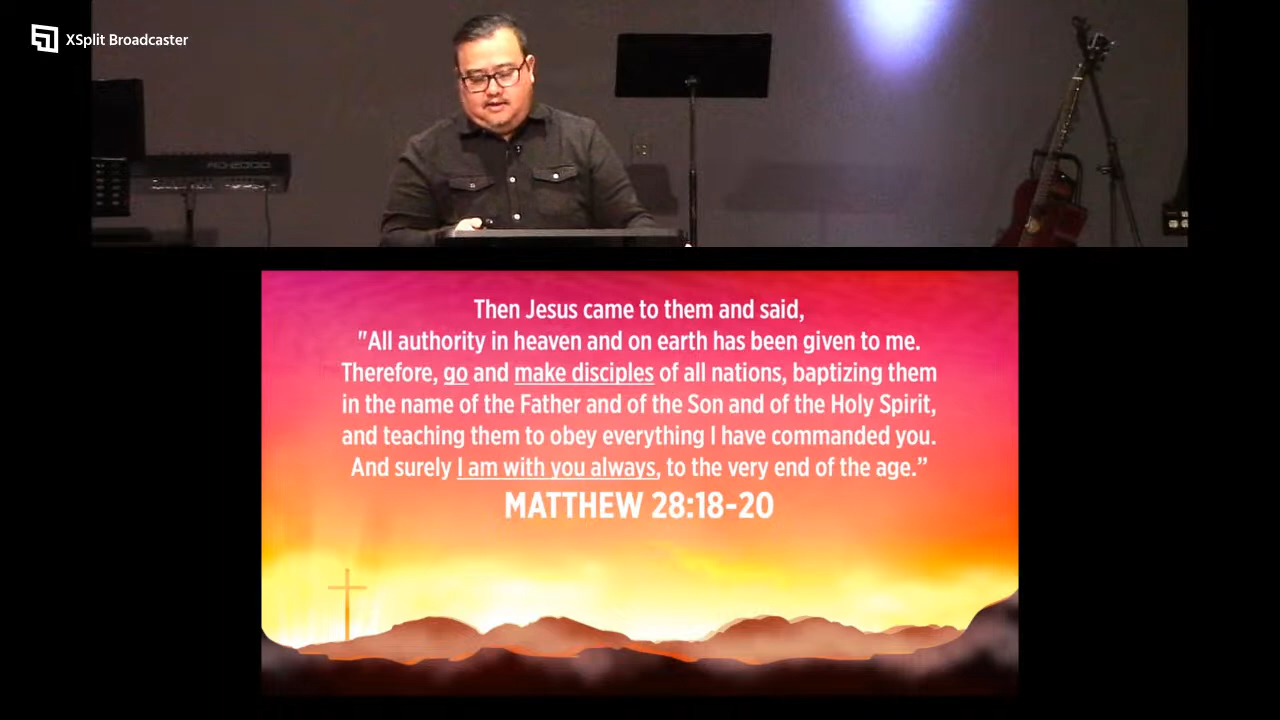 XSplit Broadcaster
RD-2000
Then Jesus came to them and said,
"All authority in heaven and on earth has been given to me.
Therefore, go and make disciples of all nations, baptizing them
in the name of the Father and of the Son and of the Holy Spirit,
and teaching them to obey everything I have commanded you.
And surely I am with you always, to the very end of the age.”
MATTHEW 28:18-20